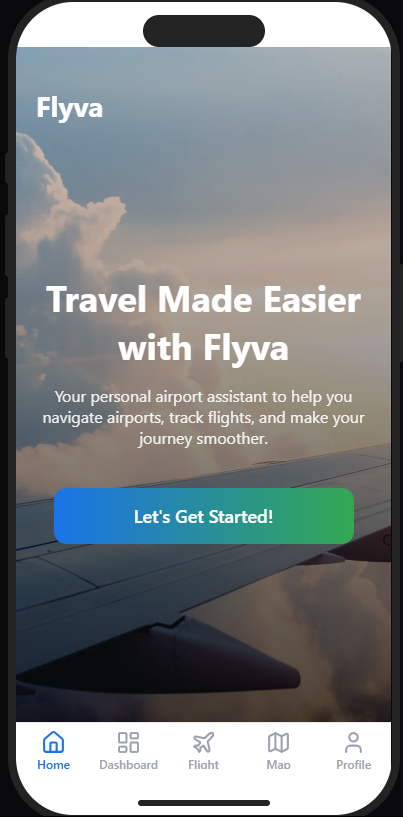 Flyva
Travel Made Easier
with Flyva
Your personal airport assistant to help you
navigate airports, track flights, and make your
journey smoother.
Let's Get Started!
Home
Dashboard
Flight
Map
Profile